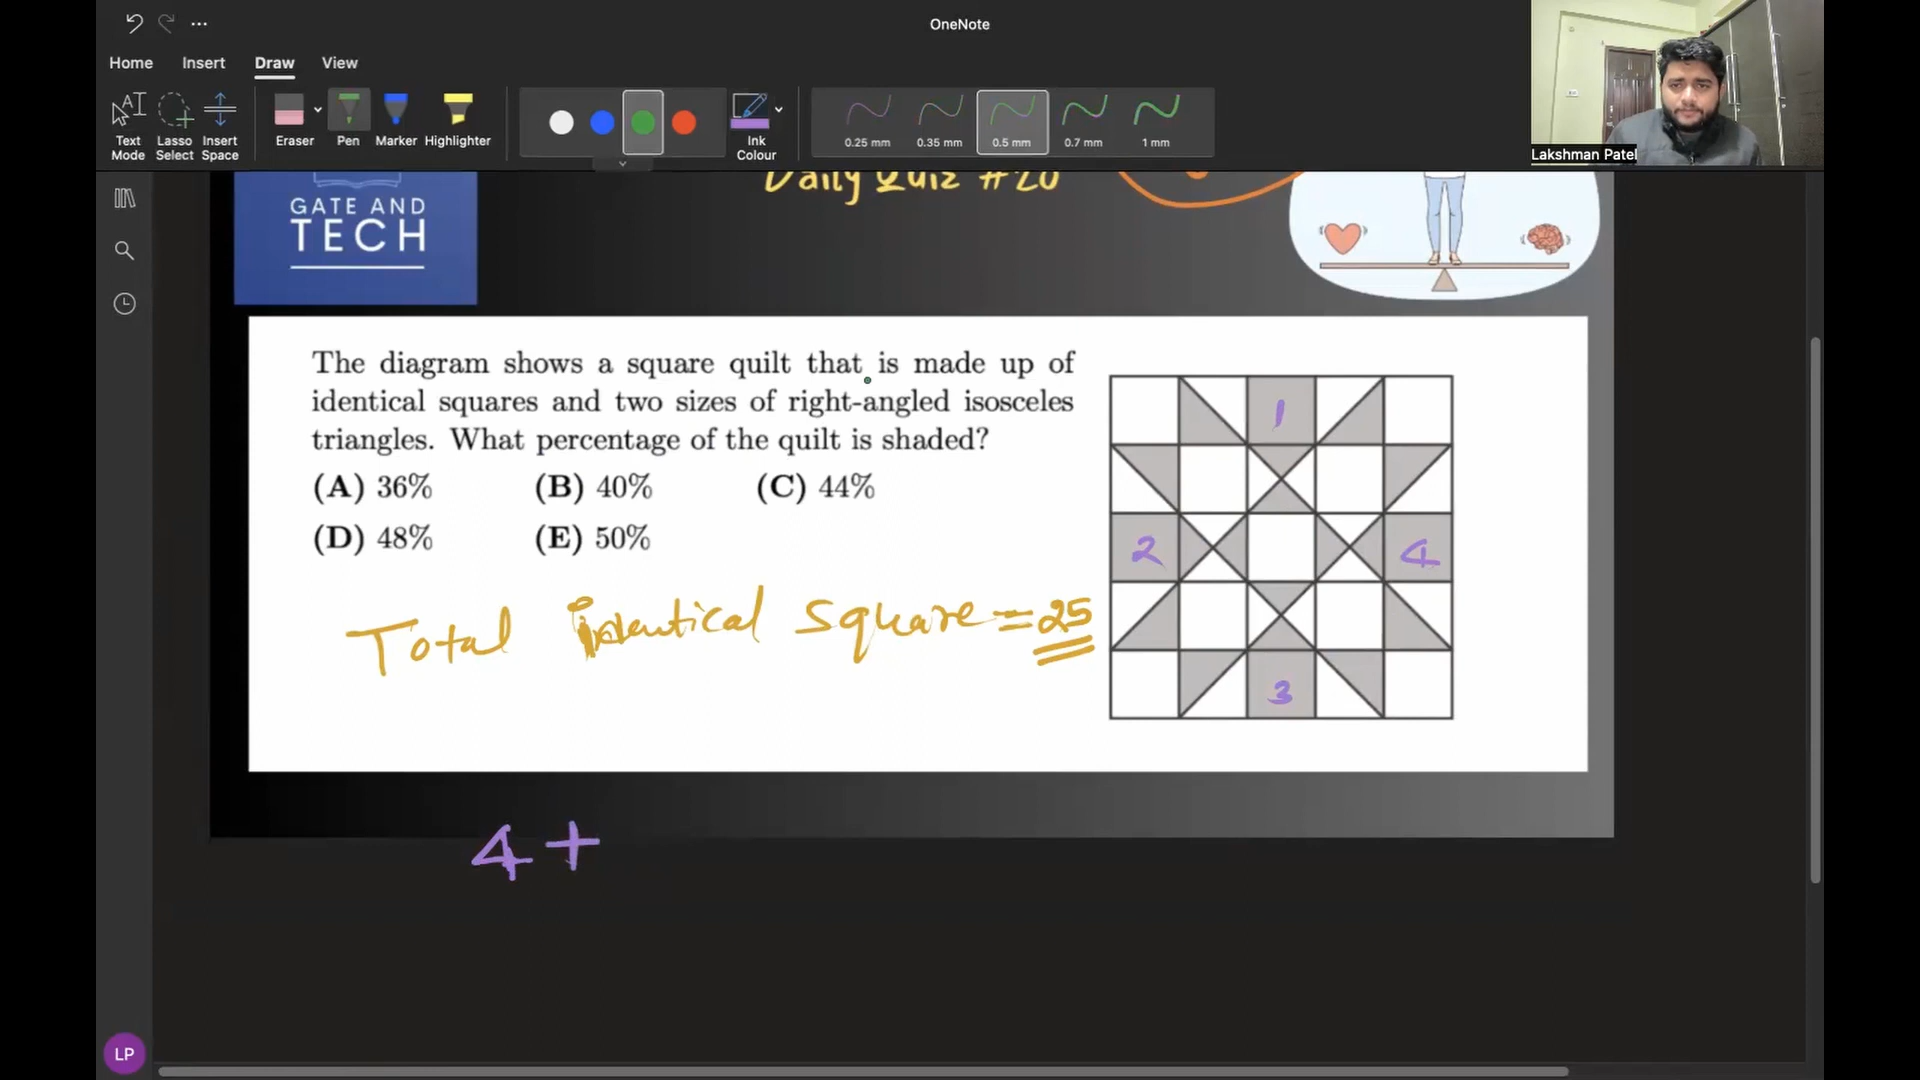 OneNote
Home Insert Draw View
Text Mode
Lasso Select
Insert Space
Eraser
Pen
Marker
Highlighter
Ink Colour
0.25 mm
0.35 mm
0.5 mm
0.7 mm
1 mm
Lakshman Patel
Daily Quiz #20
GATE AND
TECH
The diagram shows a square quilt that is made up of
identical squares and two sizes of right-angled isosceles
triangles. What percentage of the quilt is shaded?
(A) 36% (B) 40% (C) 44%
(D) 48% (E) 50%
Total identical square = 25
1
2
4
3
4 +
LP